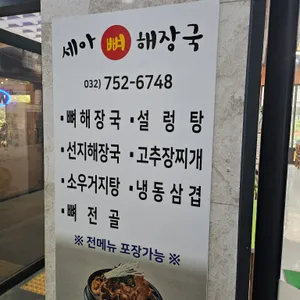 세아 뼈 해장국
032) 752-6748
·뼈해장국 ·설렁탕
·선지해장국 ·고추장찌개
·소우거지탕 ·냉동삼겹
·뼈전골
※ 전메뉴 포장가능 ※